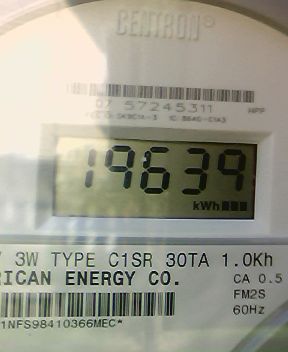 CENTRON®
07 57245311
19639
kWh
3W TYPE C1SR 30TA 1.0Kh
RICAN ENERGY CO.
CA 0.5
FM2S
60Hz
1NFS98410366MEC*